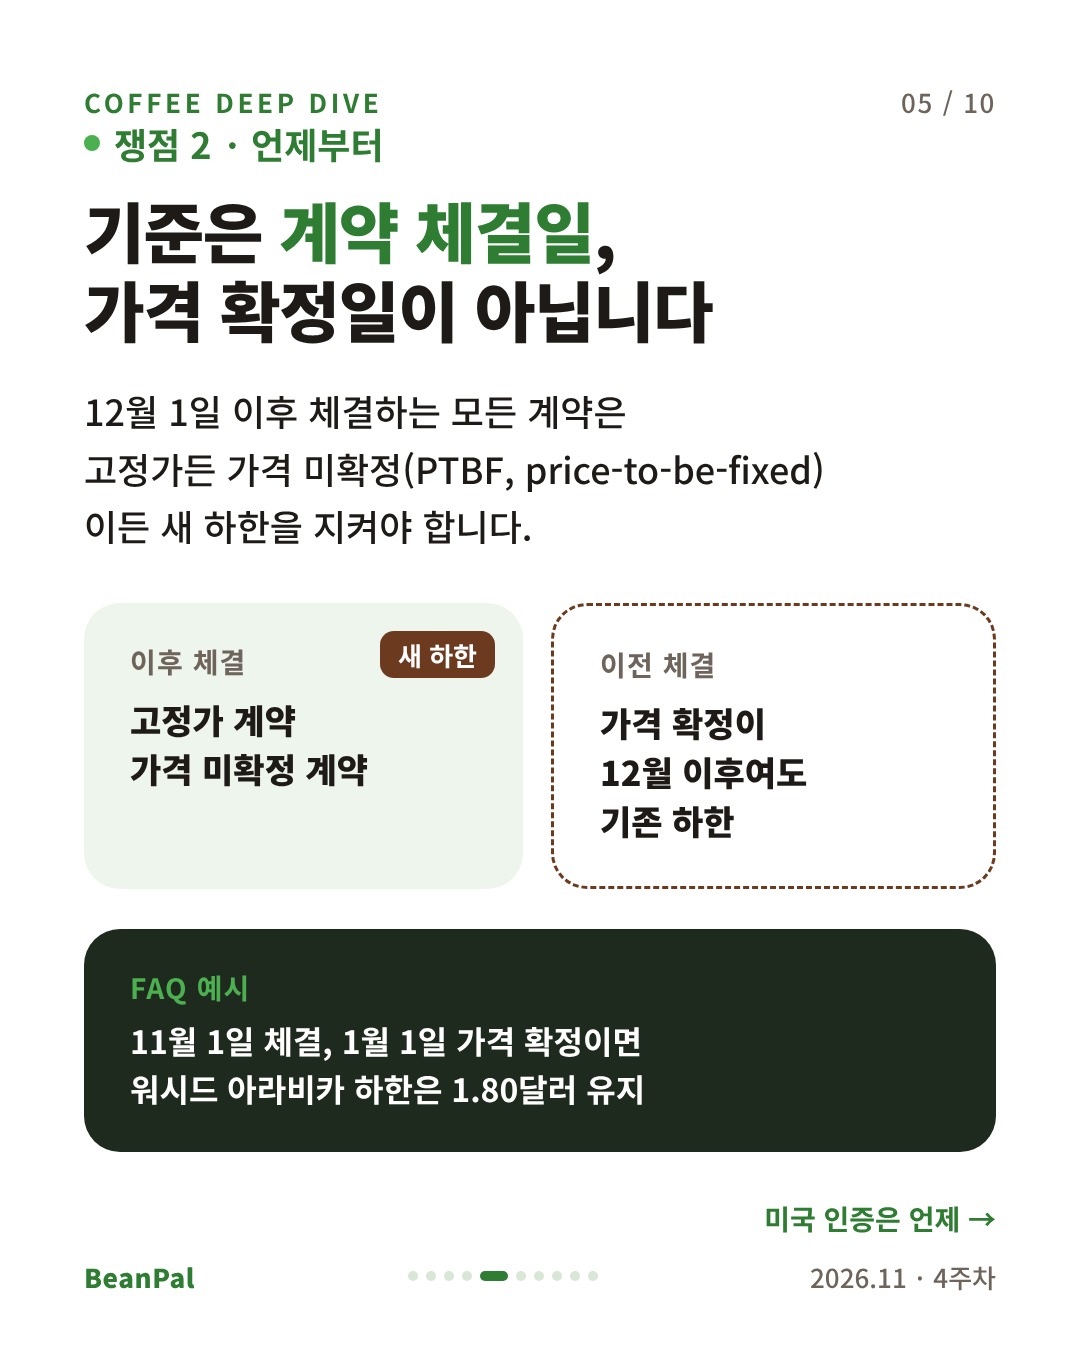 COFFEE DEEP DIVE
05 / 10
쟁점 2 · 언제부터
기준은 계약 체결일,
가격 확정일이 아닙니다
12월 1일 이후 체결하는 모든 계약은
고정가든 가격 미확정(PTBF, price-to-be-fixed)
이든 새 하한을 지켜야 합니다.
이후 체결
새 하한
고정가 계약
가격 미확정 계약
이전 체결
가격 확정이
12월 이후여도
기존 하한
FAQ 예시
11월 1일 체결, 1월 1일 가격 확정이면
워시드 아라비카 하한은 1.80달러 유지
미국 인증은 언제 →
BeanPal
2026.11 · 4주차